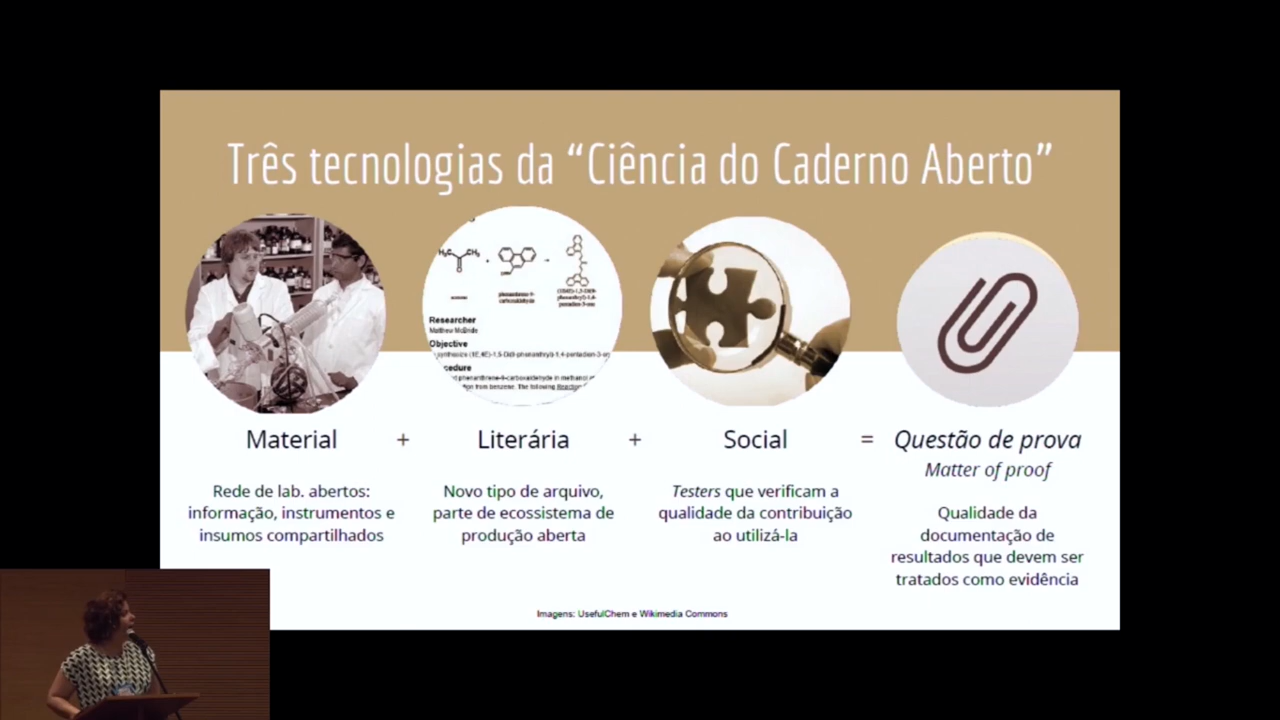 Três tecnologias da “Ciência do Caderno Aberto”
Researcher
Objective
Material + Literária + Social = Questão de prova
Matter of proof
Rede de lab. abertos:
informação, instrumentos e
insumos compartilhados
Novo tipo de arquivo,
parte de ecossistema de
produção aberta
Testers que verificam a
qualidade da contribuição
ao utilizá-la
Qualidade da
documentação de
resultados que devem ser
tratados como evidência
Imagens: UsefulChem e Wikimedia Commons